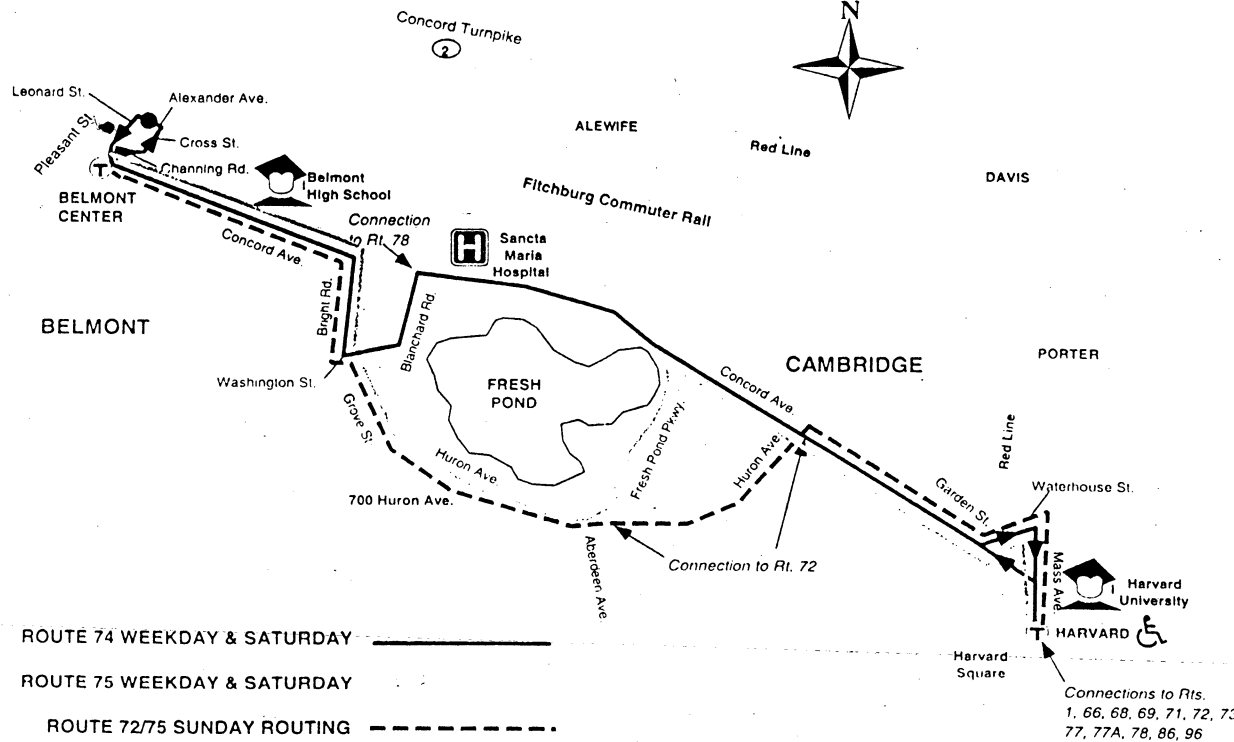 N
Concord Turnpike
2
Leonard St.
Alexander Ave.
Pleasant St.
Cross St.
ALEWIFE
Red Line
DAVIS
Channing Rd.
T
Belmont
High School
BELMONT
CENTER
Fitchburg Commuter Rail
Connection
to Rt. 78
Concord Ave.
H
Sancta
Maria
Hospital
Bright Rd.
Blanchard Rd.
BELMONT
CAMBRIDGE
PORTER
Washington St.
FRESH
POND
Concord Ave.
Grove St
Fresh Pond Pkwy.
Huron Ave.
Huron Ave.
Red Line
700 Huron Ave.
Garden St.
Waterhouse St.
Aberdeen Ave.
Connection to Rt. 72
Mass Ave.
Harvard
University
T HARVARD
Harvard
Square
Connections to Rts.
1, 66, 68, 69, 71, 72, 73
77, 77A, 78, 86, 96
ROUTE 74 WEEKDAY & SATURDAY
ROUTE 75 WEEKDAY & SATURDAY
ROUTE 72/75 SUNDAY ROUTING